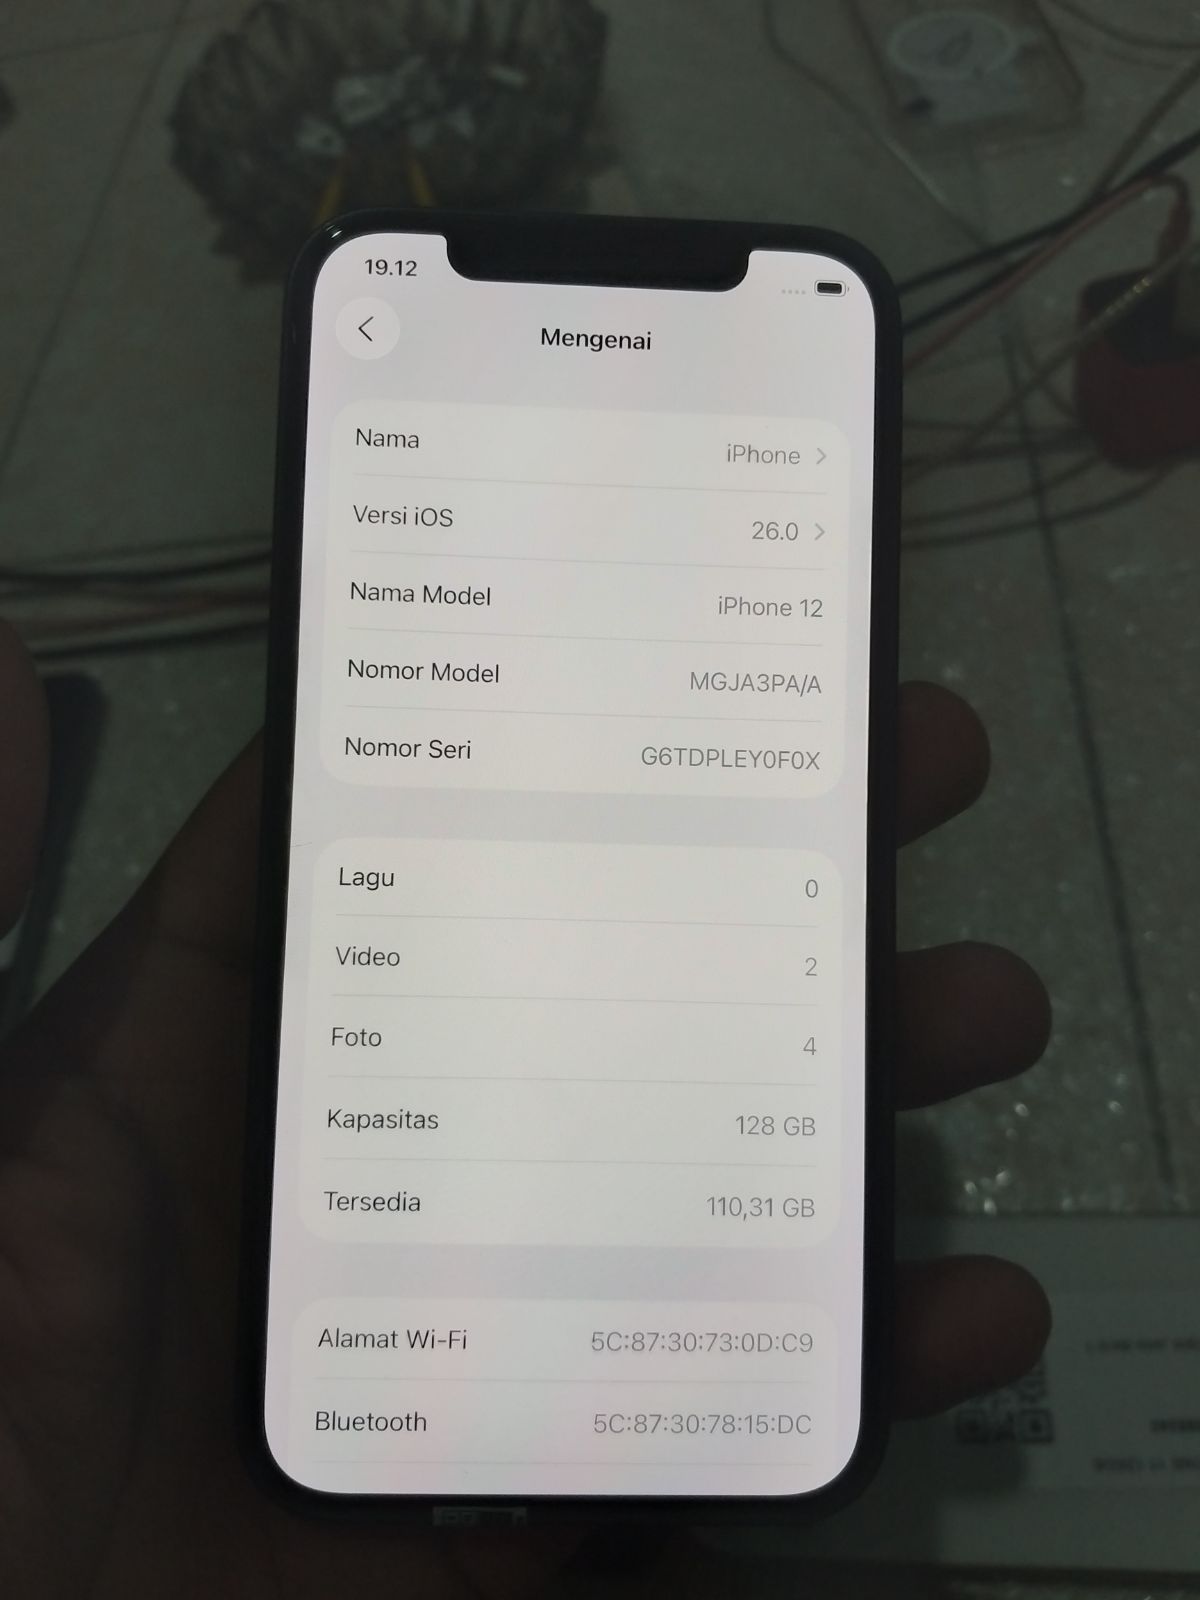 19.12
Mengenai
Nama iPhone
Versi iOS 26.0
Nama Model iPhone 12
Nomor Model MGJA3PA/A
Nomor Seri G6TDPLEY0F0X
Lagu 0
Video 2
Foto 4
Kapasitas 128 GB
Tersedia 110,31 GB
Alamat Wi-Fi 5C:87:30:73:0D:C9
Bluetooth 5C:87:30:78:15:DC